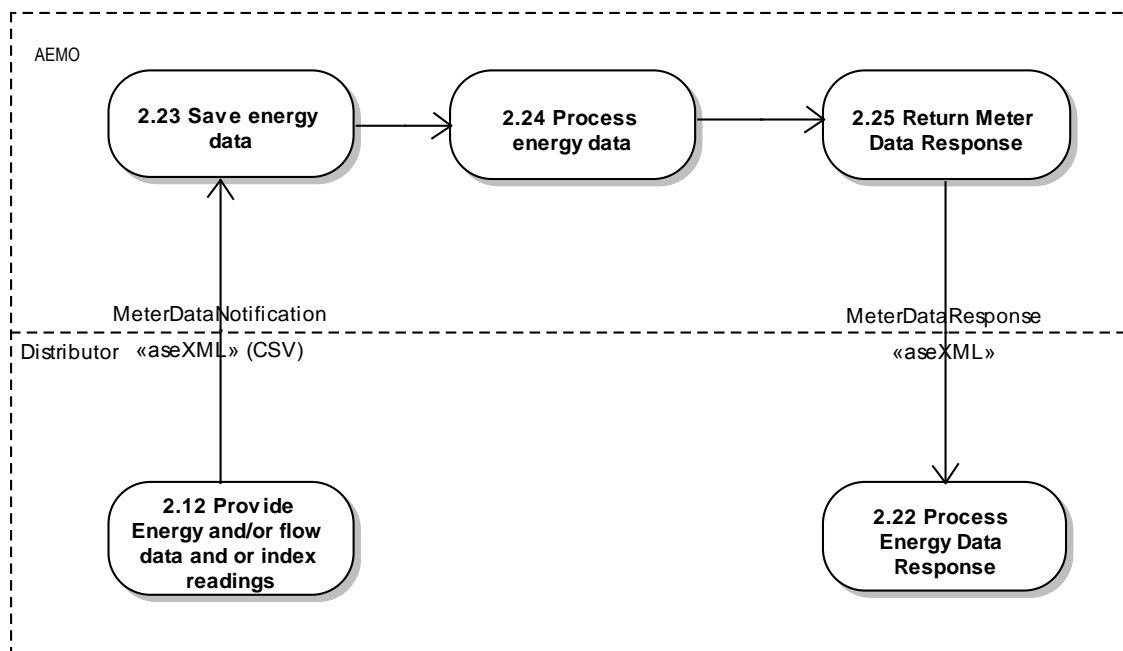 AEMO
2.23 Save energy
data
2.24 Process
energy data
2.25 Return Meter
Data Response
MeterDataNotification
MeterDataResponse
Distributor
«aseXML» (CSV)
«aseXML»
2.12 Provide
Energy and/or flow
data and or index
readings
2.22 Process
Energy Data
Response